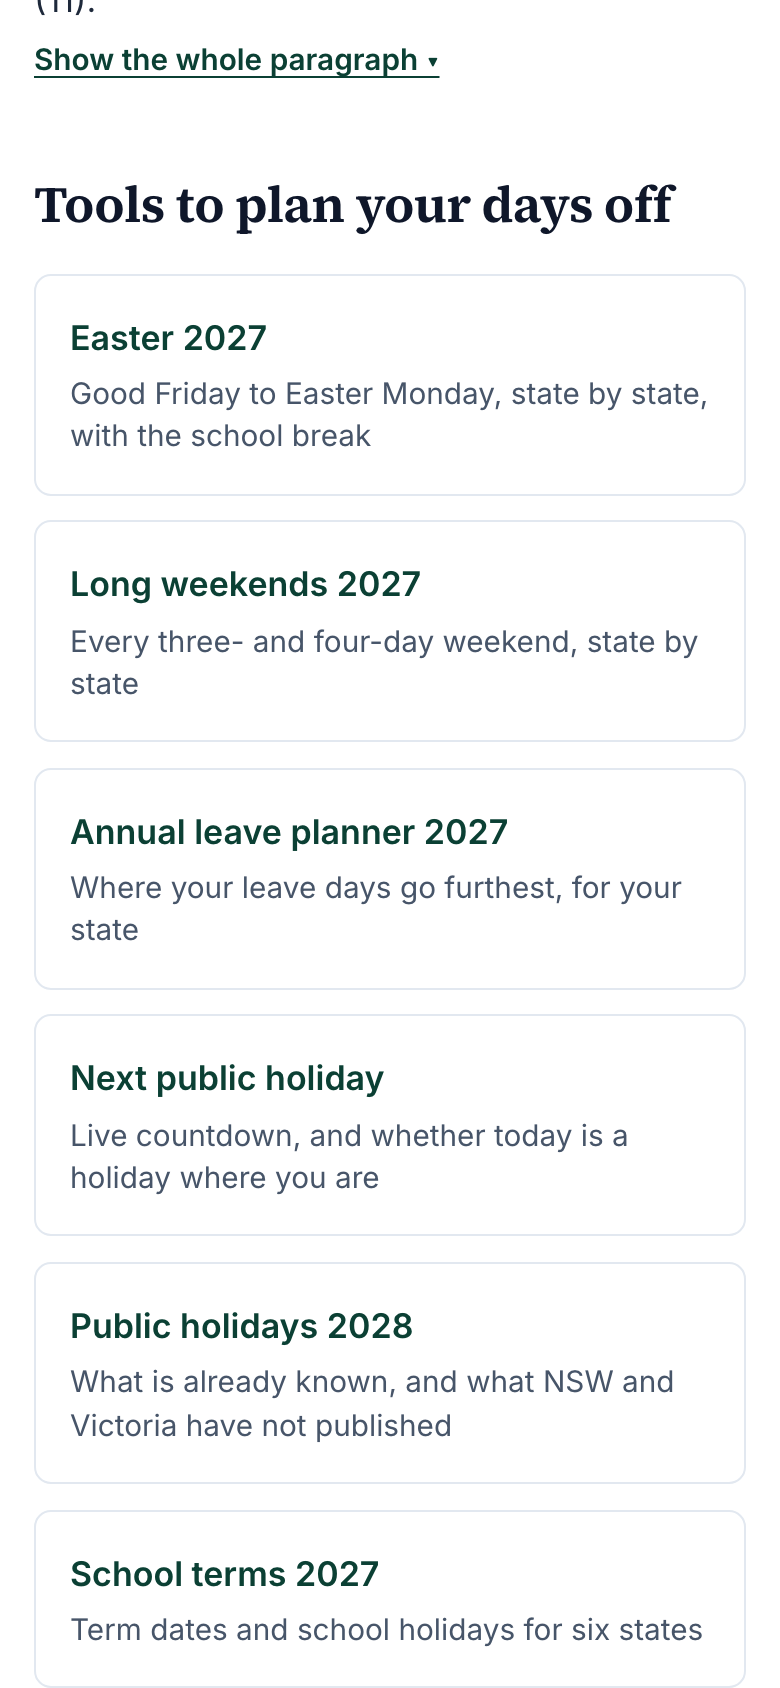 (11).
Show the whole paragraph ▾
Tools to plan your days off
Easter 2027
Good Friday to Easter Monday, state by state,
with the school break
Long weekends 2027
Every three- and four-day weekend, state by
state
Annual leave planner 2027
Where your leave days go furthest, for your
state
Next public holiday
Live countdown, and whether today is a
holiday where you are
Public holidays 2028
What is already known, and what NSW and
Victoria have not published
School terms 2027
Term dates and school holidays for six states